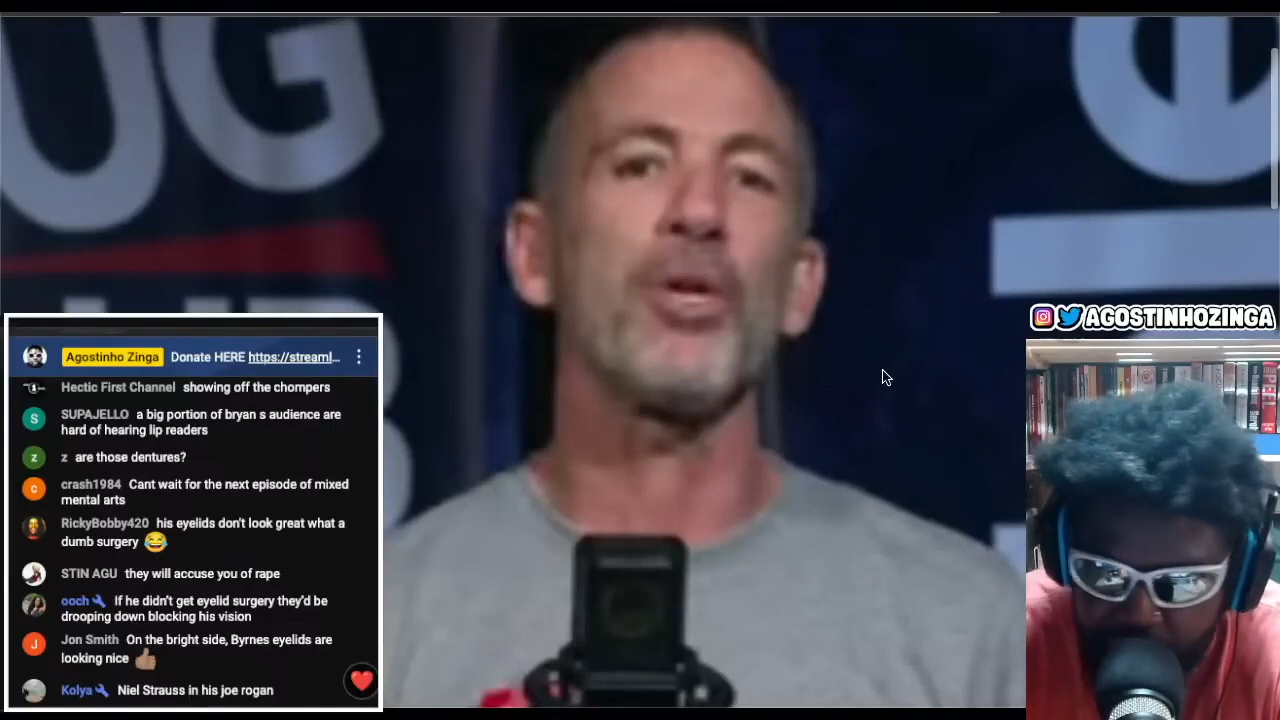 UG
e
AGOSTINHOZINGA
Agostinho Zinga Donate HERE https://streaml...
Hectic First Channel showing off the chompers
SUPAJELLO a big portion of bryan s audience are
hard of hearing lip readers
z are those dentures?
crash1984 Cant wait for the next episode of mixed
mental arts
RickyBobby420 his eyelids don't look great what a
dumb surgery 😂
STIN AGU they will accuse you of rape
ooch If he didn't get eyelid surgery they'd be
drooping down blocking his vision
Jon Smith On the bright side, Byrnes eyelids are
looking nice 👍🏽
Kolya Niel Strauss in his joe rogan